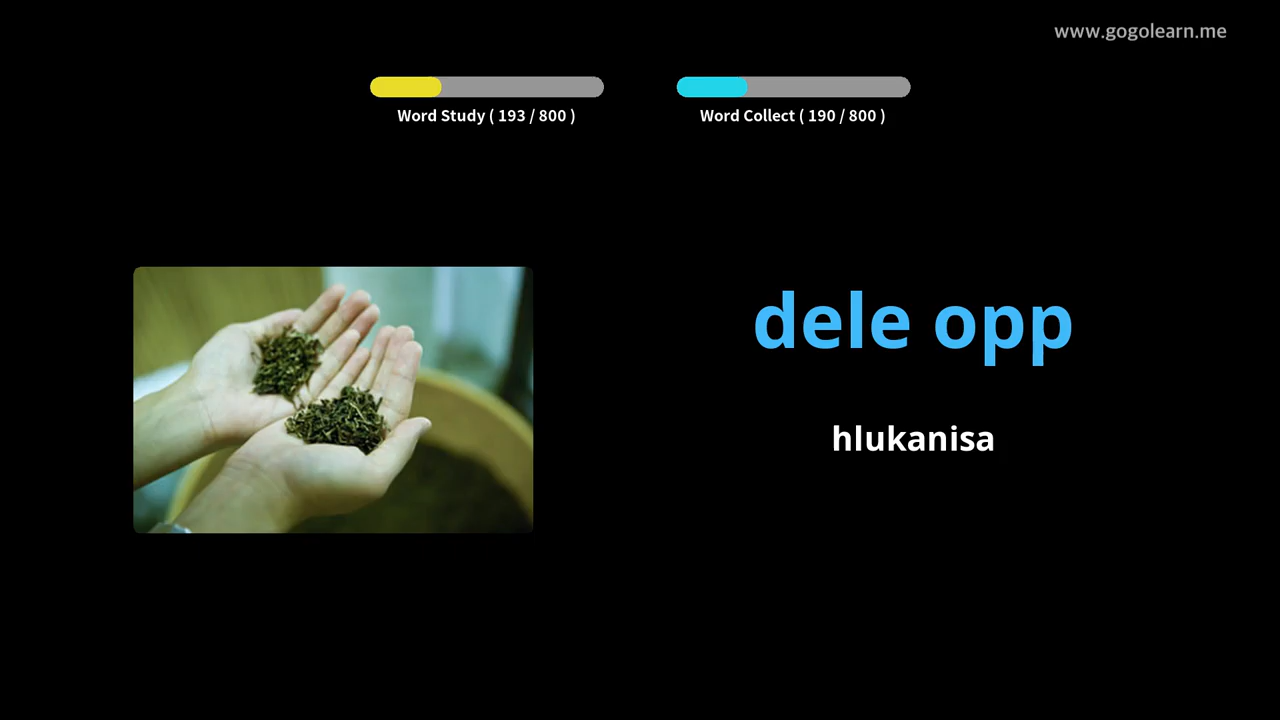 www.gogolearn.me
Word Study ( 193 / 800 )
Word Collect ( 190 / 800 )
dele opp
hlukanisa